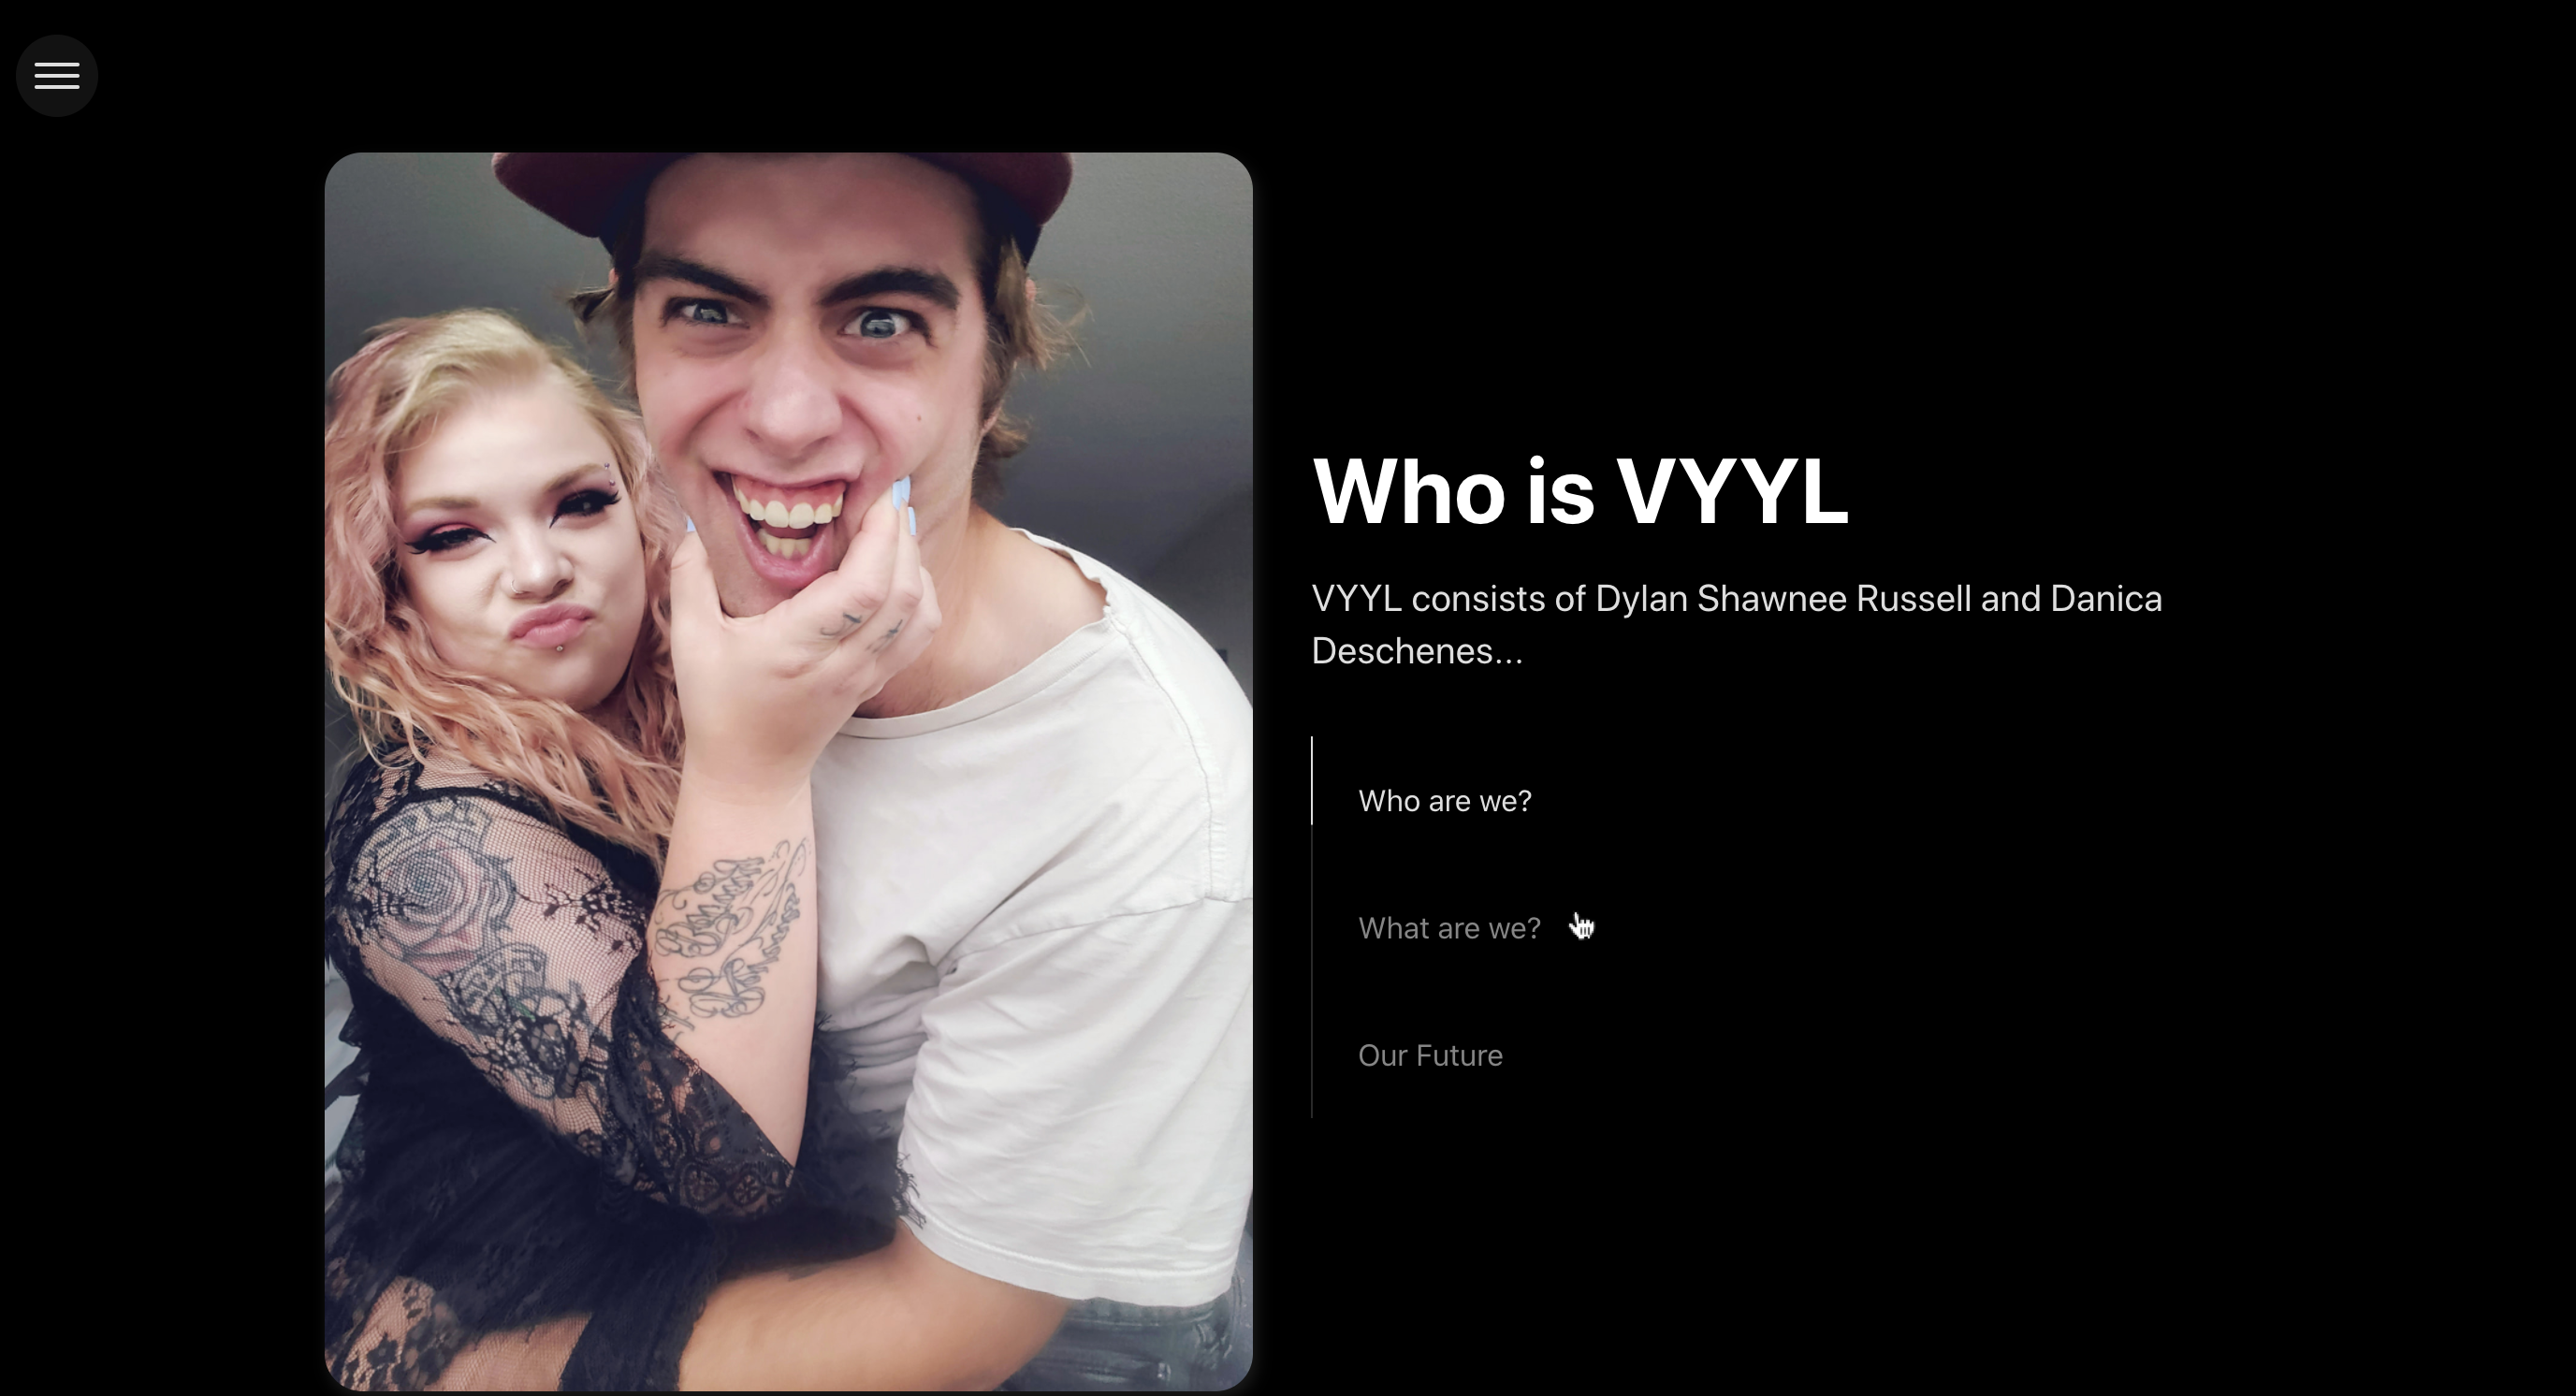 Who is VYYL
VYYL consists of Dylan Shawnee Russell and Danica
Deschenes...
Who are we?
What are we?
Our Future